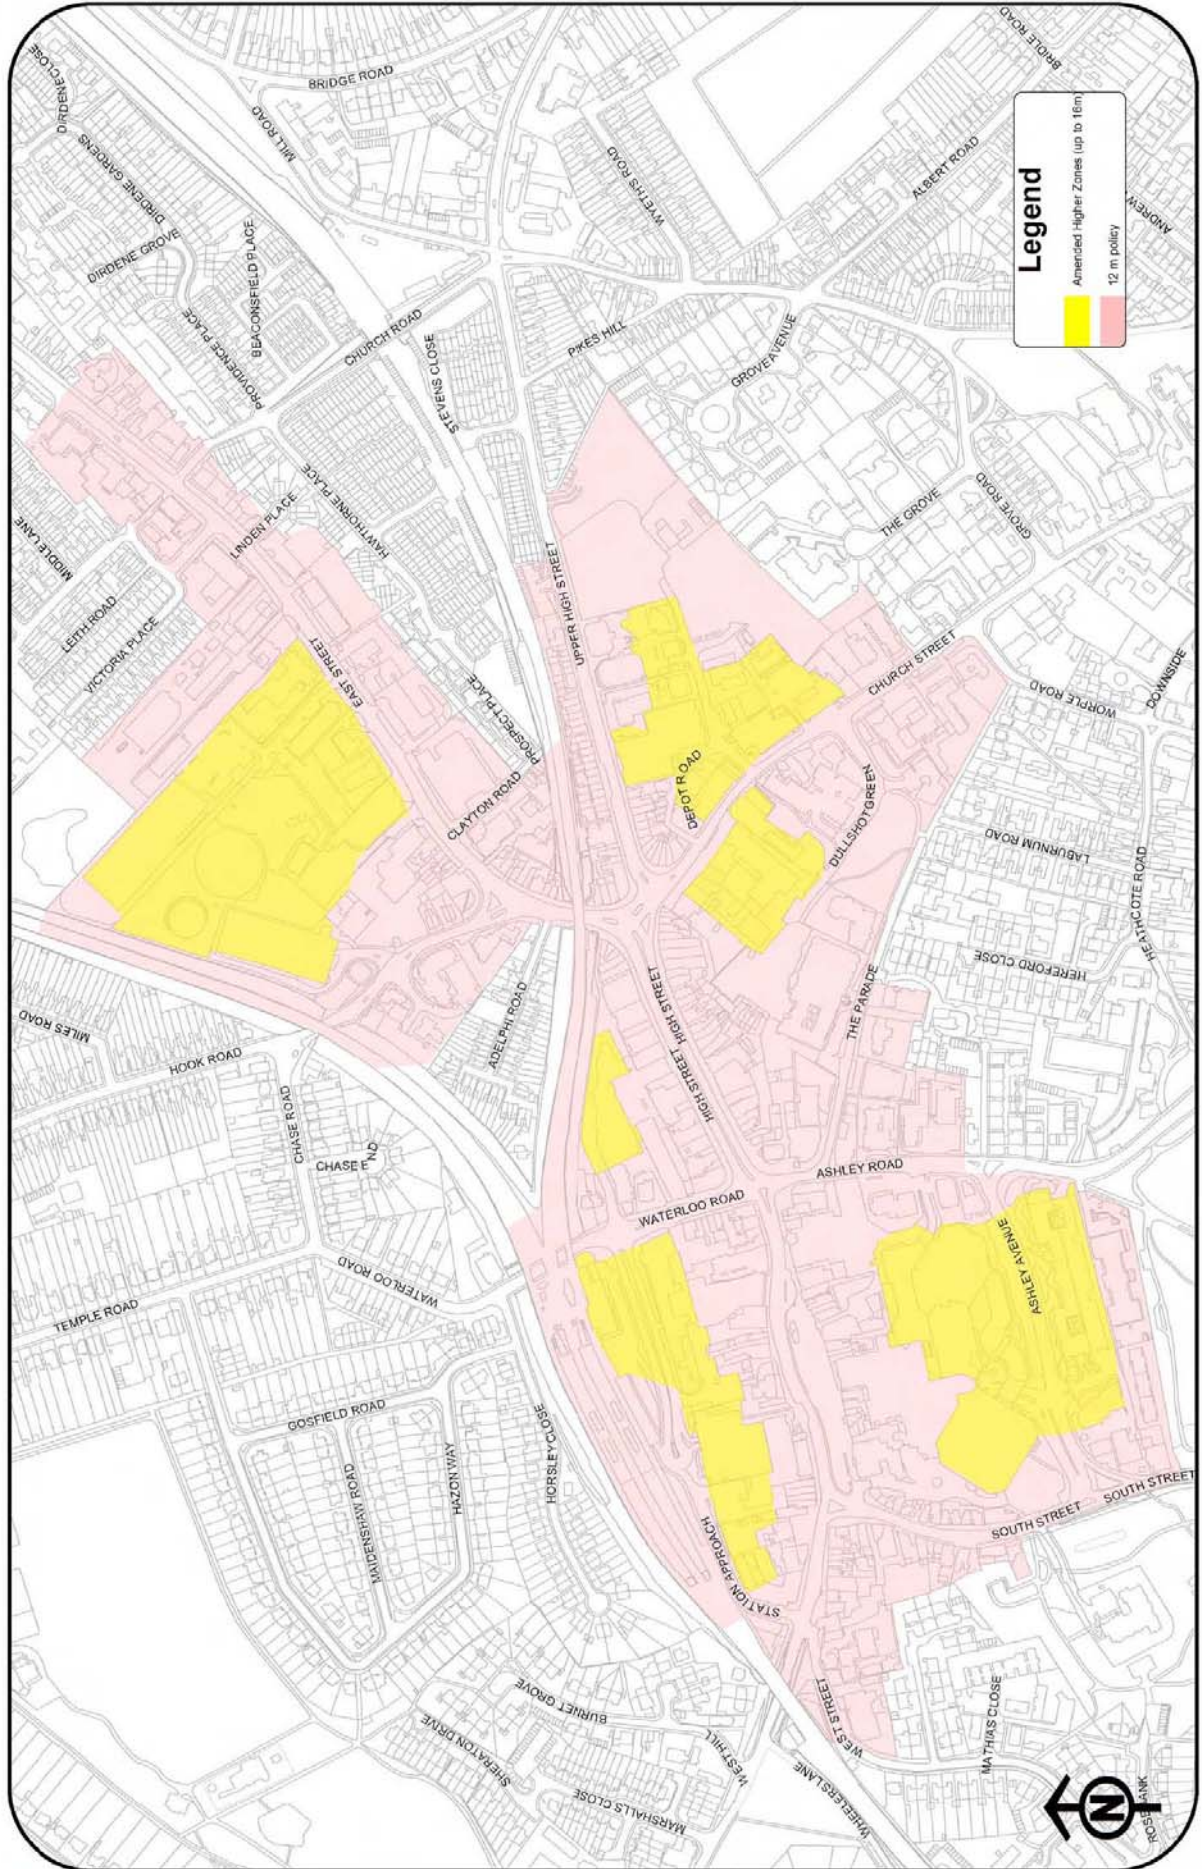 DIRDENE CLOSE
DIRDENE GARDENS
DIRDENE GROVE
BEACONSFIELD PLACE
PROVIDENCE PLACE
MILL ROAD
BRIDGE ROAD
BRIDLE ROAD
WYETH'S ROAD
ALBERT ROAD
CHURCH ROAD
STEVENS CLOSE
PIKES HILL
GROVE AVENUE
Legend
Amended Higher Zones (up to 16m)
12 m policy
MIDDLE LANE
LEITH ROAD
VICTORIA PLACE
LINDEN PLACE
HAWTHORNE PLACE
EAST STREET
PROSPECT PLACE
UPPER HIGH STREET
THE GROVE
GROVE ROAD
CHURCH STREET
WORPLE ROAD
DOWNSIDE
CLAYTON ROAD
DEPOT ROAD
DULLSHOT GREEN
LABURNUM ROAD
HEATHCOTE ROAD
HEREFORD CLOSE
MILES ROAD
HOOK ROAD
CHASE ROAD
CHASE END
ADELPHI ROAD
HIGH STREET
HIGH STREET
THE PARADE
ASHLEY ROAD
WATERLOO ROAD
WATERLOO ROAD
TEMPLE ROAD
ASHLEY AVENUE
GOSFIELD ROAD
MAIDENSHAW ROAD
HAZON WAY
HORSLEY CLOSE
STATION APPROACH
SOUTH STREET
SOUTH STREET
SHERATON DRIVE
BURNET GROVE
WEST HILL
MARSHALLS CLOSE
WHEELERS LANE
WEST STREET
MATHIAS CLOSE
N